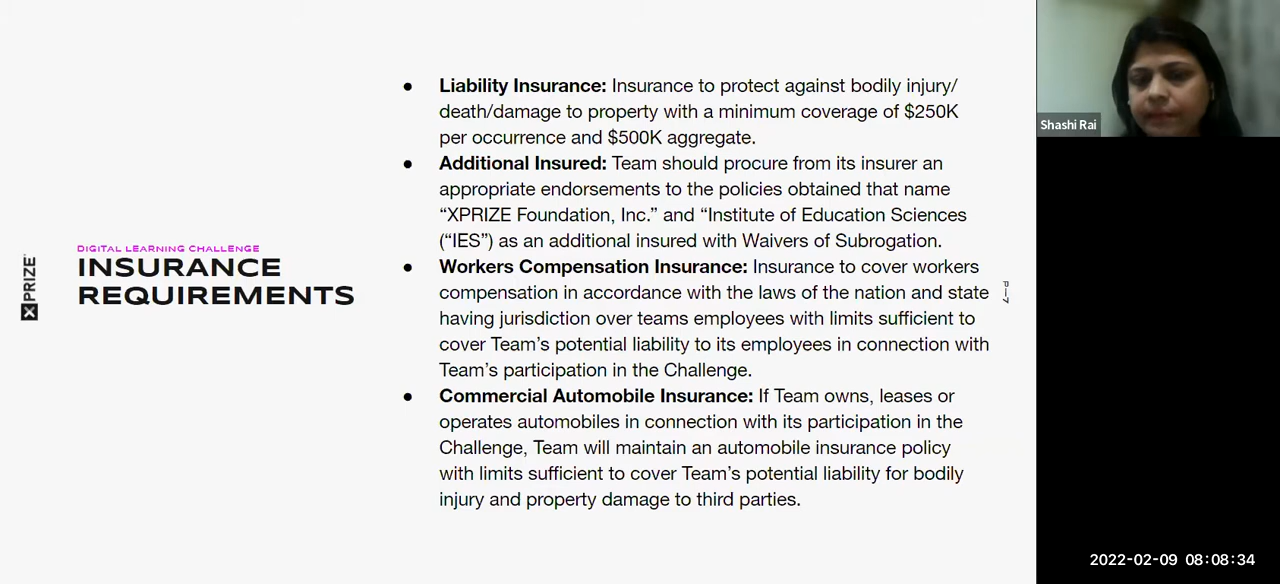 DIGITAL LEARNING CHALLENGE
INSURANCE
REQUIREMENTS
XPRIZE
● Liability Insurance: Insurance to protect against bodily injury/
death/damage to property with a minimum coverage of $250K
per occurrence and $500K aggregate.
● Additional Insured: Team should procure from its insurer an
appropriate endorsements to the policies obtained that name
“XPRIZE Foundation, Inc.” and “Institute of Education Sciences
(“IES”) as an additional insured with Waivers of Subrogation.
● Workers Compensation Insurance: Insurance to cover workers
compensation in accordance with the laws of the nation and state
having jurisdiction over teams employees with limits sufficient to
cover Team’s potential liability to its employees in connection with
Team’s participation in the Challenge.
● Commercial Automobile Insurance: If Team owns, leases or
operates automobiles in connection with its participation in the
Challenge, Team will maintain an automobile insurance policy
with limits sufficient to cover Team’s potential liability for bodily
injury and property damage to third parties.
P—7
Shashi Rai
2022-02-09 08:08:34